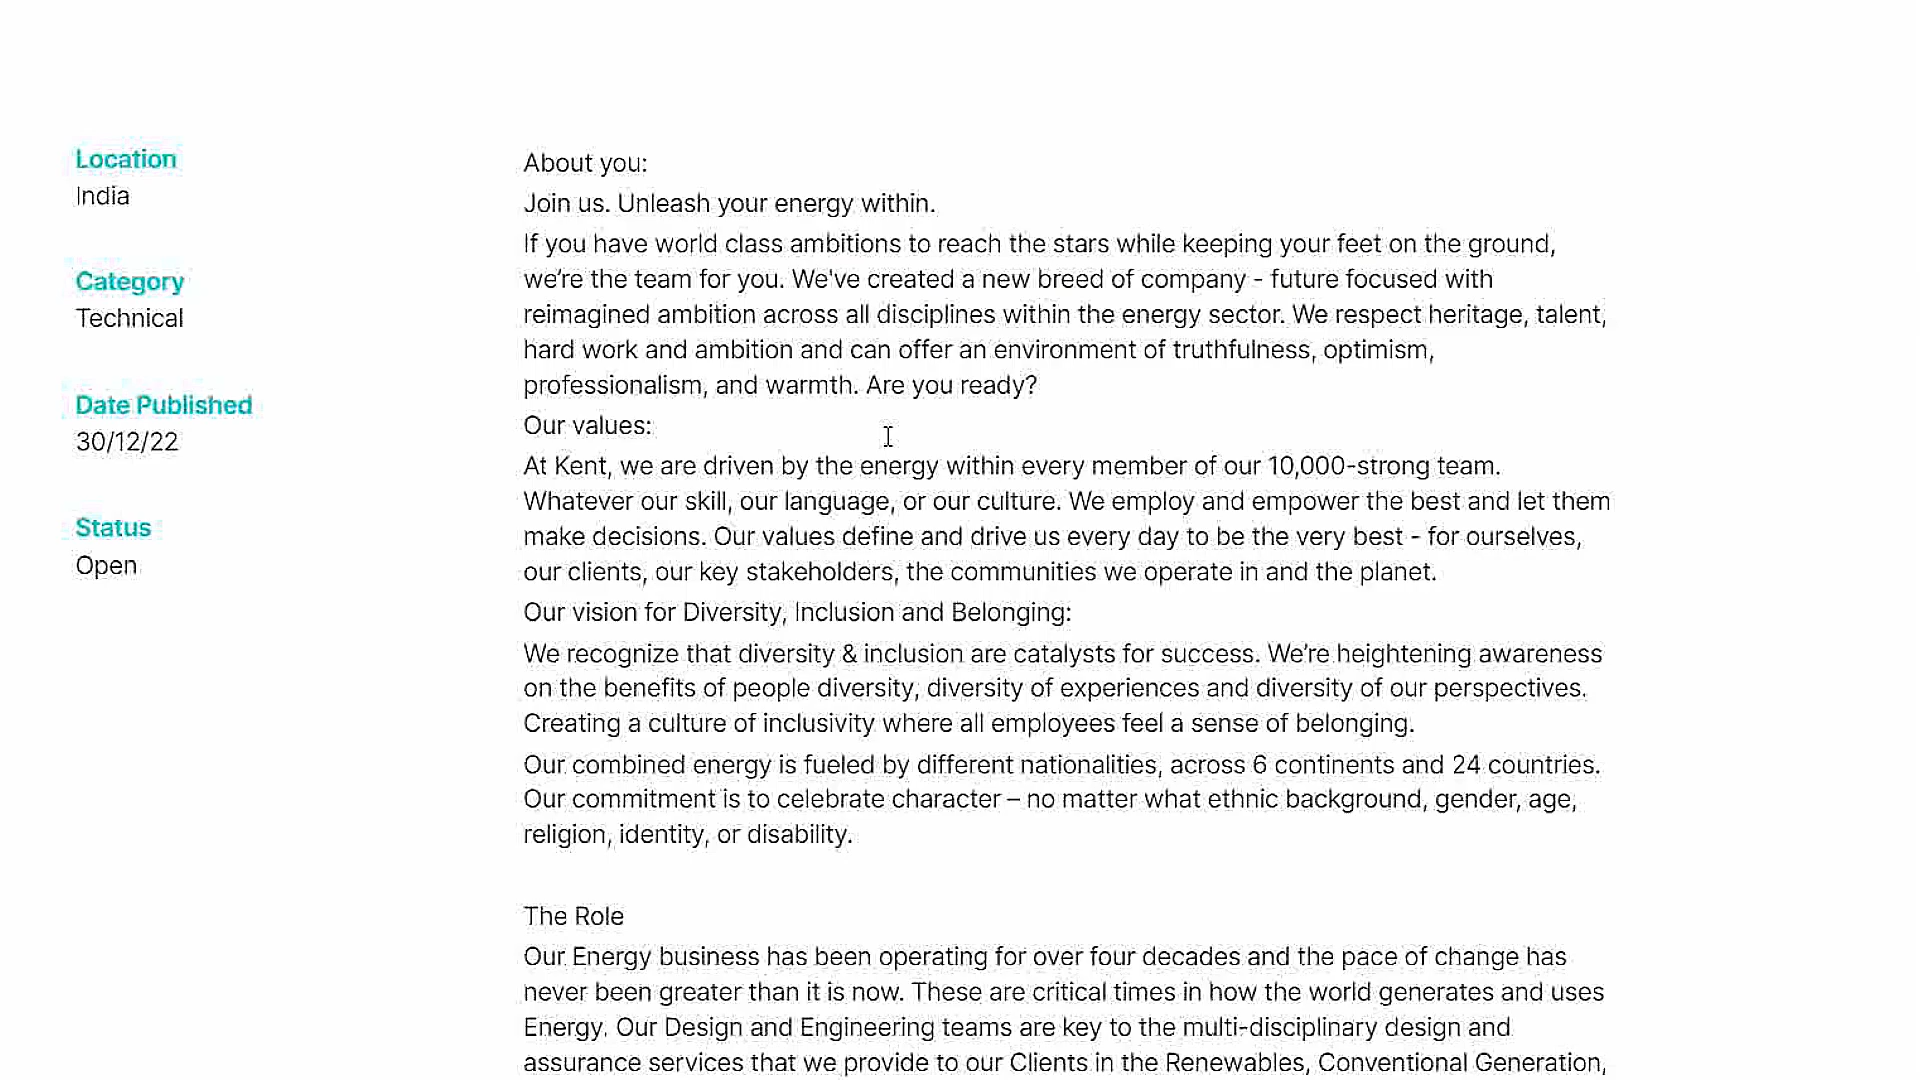 Location
India
Category
Technical
Date Published
30/12/22
Status
Open
About you:
Join us. Unleash your energy within.
If you have world class ambitions to reach the stars while keeping your feet on the ground,
we’re the team for you. We've created a new breed of company - future focused with
reimagined ambition across all disciplines within the energy sector. We respect heritage, talent,
hard work and ambition and can offer an environment of truthfulness, optimism,
professionalism, and warmth. Are you ready?
Our values:
At Kent, we are driven by the energy within every member of our 10,000-strong team.
Whatever our skill, our language, or our culture. We employ and empower the best and let them
make decisions. Our values define and drive us every day to be the very best - for ourselves,
our clients, our key stakeholders, the communities we operate in and the planet.
Our vision for Diversity, Inclusion and Belonging:
We recognize that diversity & inclusion are catalysts for success. We’re heightening awareness
on the benefits of people diversity, diversity of experiences and diversity of our perspectives.
Creating a culture of inclusivity where all employees feel a sense of belonging.
Our combined energy is fueled by different nationalities, across 6 continents and 24 countries.
Our commitment is to celebrate character – no matter what ethnic background, gender, age,
religion, identity, or disability.
The Role
Our Energy business has been operating for over four decades and the pace of change has
never been greater than it is now. These are critical times in how the world generates and uses
Energy. Our Design and Engineering teams are key to the multi-disciplinary design and
assurance services that we provide to our Clients in the Renewables, Conventional Generation,